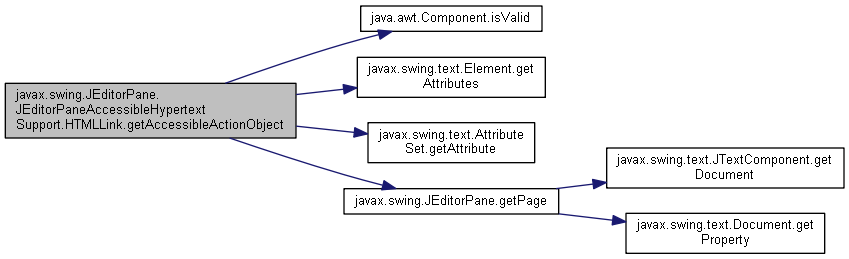 java.awt.Component.isValid
javax.swing.text.Element.get
Attributes
javax.swing.JEditorPane.
JEditorPaneAccessibleHypertext
Support.HTMLLink.getAccessibleActionObject
javax.swing.text.Attribute
Set.getAttribute
javax.swing.JEditorPane.getPage
javax.swing.text.JTextComponent.get
Document
javax.swing.text.Document.get
Property